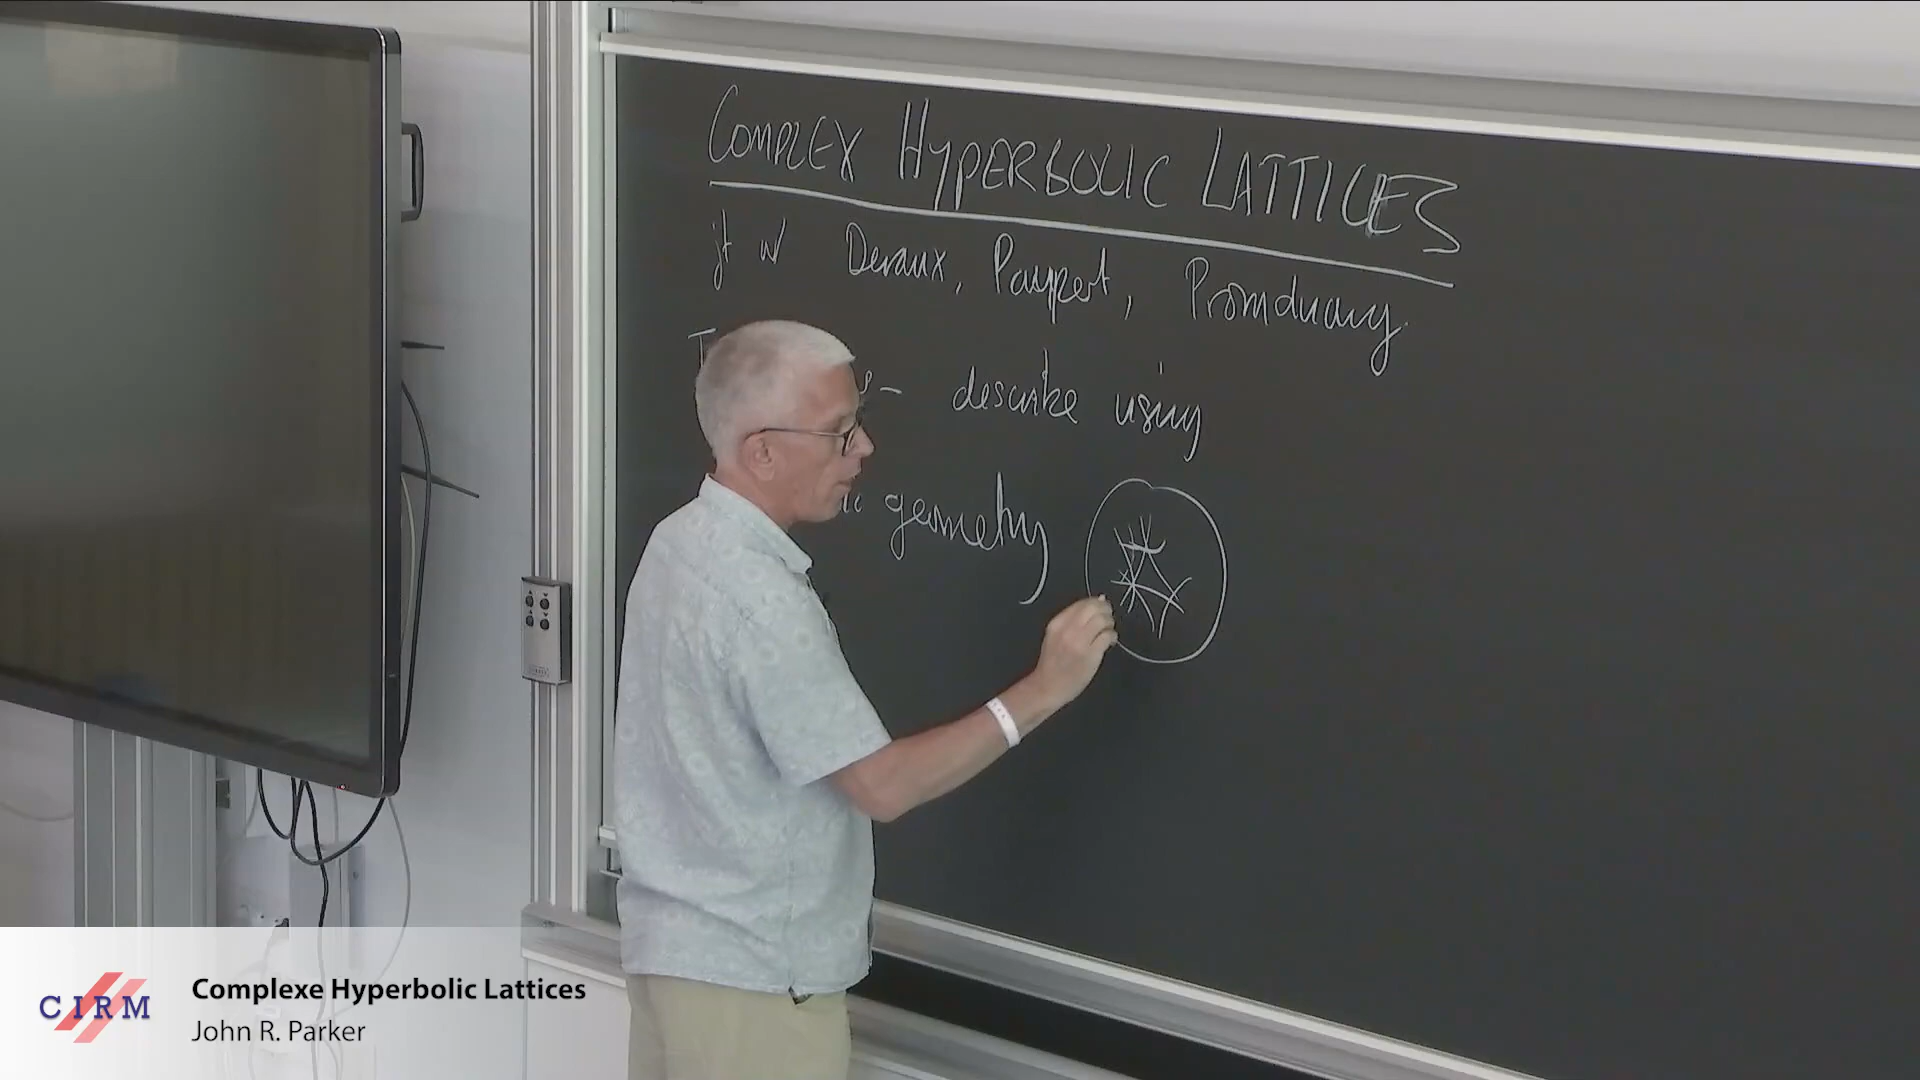 COMPLEX HYPERBOLIC LATTICES
jt w/ Deraux, Paupert, Promduang.
describe using
geometry
CIRM
Complexe Hyperbolic Lattices
John R. Parker